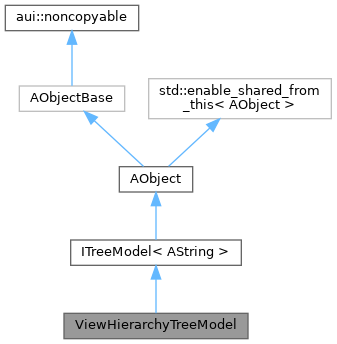 aui::noncopyable
AObjectBase
std::enable_shared_from
_this< AObject >
AObject
ITreeModel< AString >
ViewHierarchyTreeModel